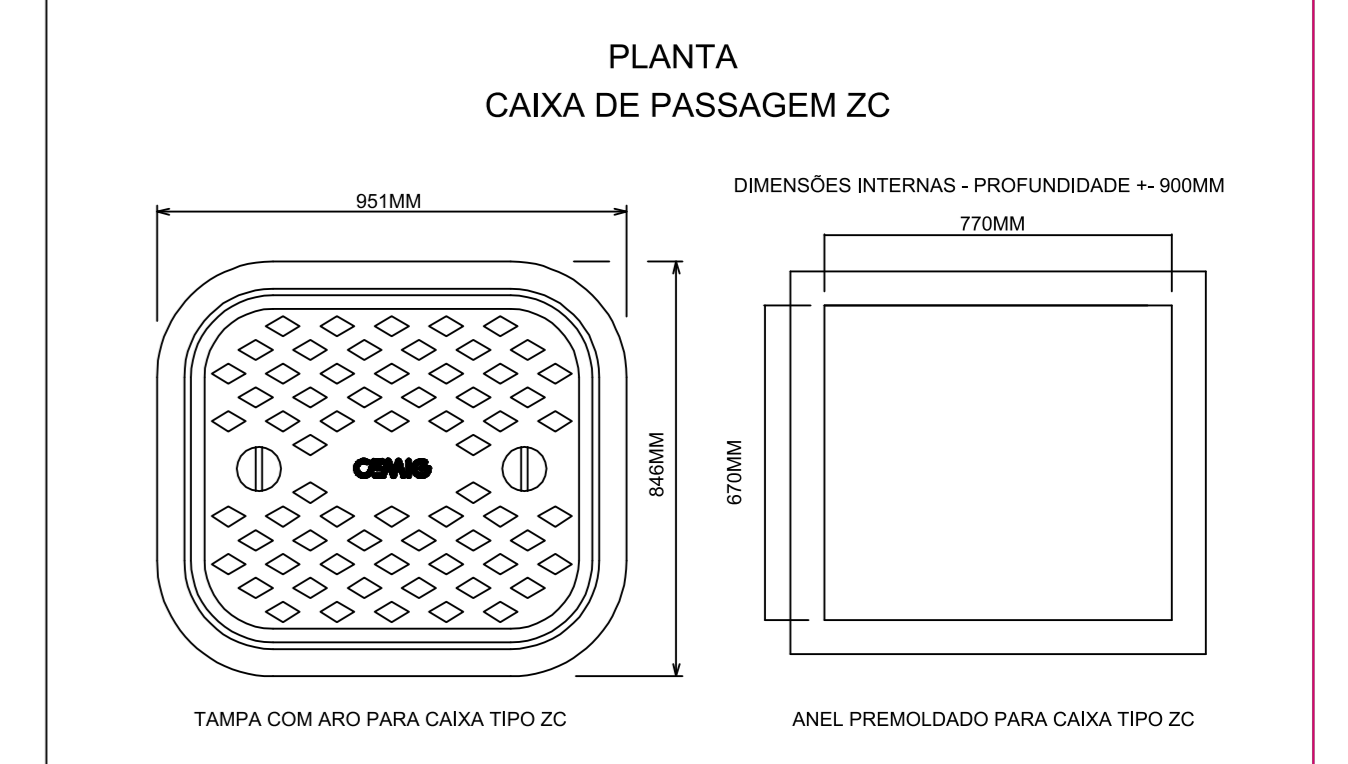 PLANTA
CAIXA DE PASSAGEM ZC
DIMENSÕES INTERNAS - PROFUNDIDADE +- 900MM
951MM
770MM
846MM
670MM
CEMIG
TAMPA COM ARO PARA CAIXA TIPO ZC
ANEL PREMOLDADO PARA CAIXA TIPO ZC